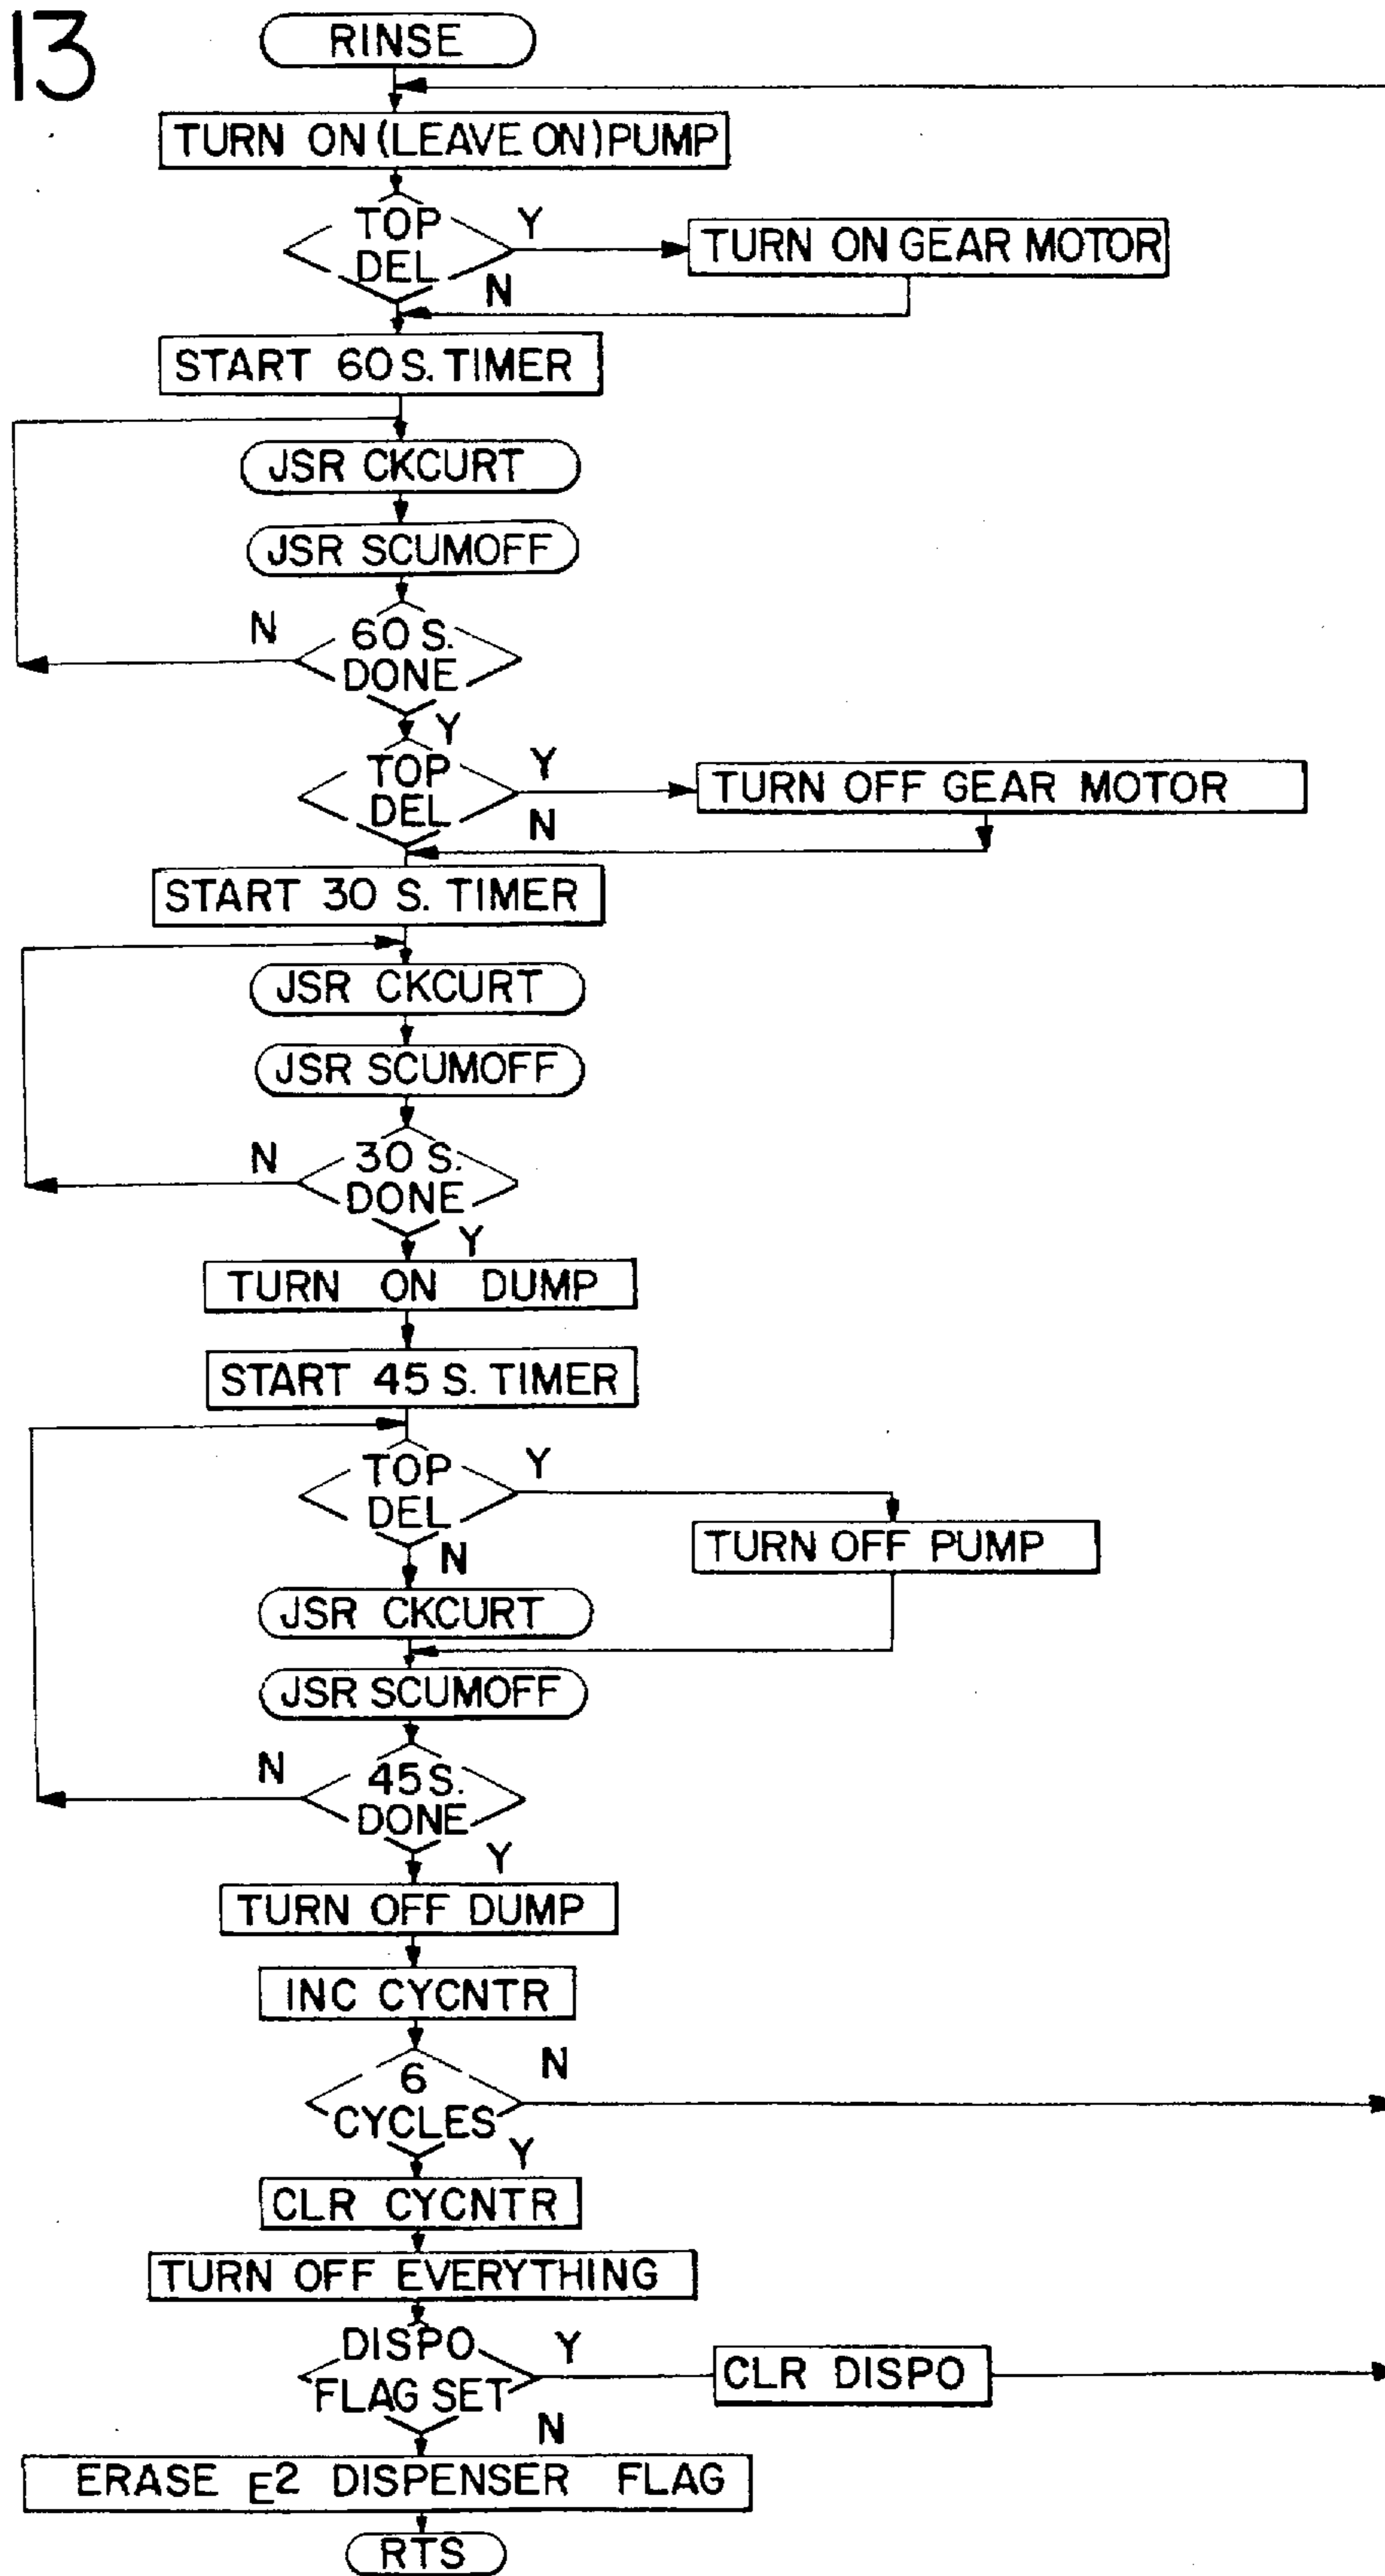 13
RINSE
TURN ON (LEAVE ON) PUMP
TOP
DEL
Y
N
TURN ON GEAR MOTOR
START 60 S. TIMER
JSR CKCURT
JSR SCUMOFF
N
60 S.
DONE
Y
TOP
DEL
Y
N
TURN OFF GEAR MOTOR
START 30 S. TIMER
JSR CKCURT
JSR SCUMOFF
N
30 S.
DONE
Y
TURN ON DUMP
START 45 S. TIMER
TOP
DEL
Y
N
TURN OFF PUMP
JSR CKCURT
JSR SCUMOFF
N
45 S.
DONE
Y
TURN OFF DUMP
INC CYCNTR
6
CYCLES
N
Y
CLR CYCNTR
TURN OFF EVERYTHING
DISPO
FLAG SET
Y
N
CLR DISPO
ERASE E² DISPENSER FLAG
RTS